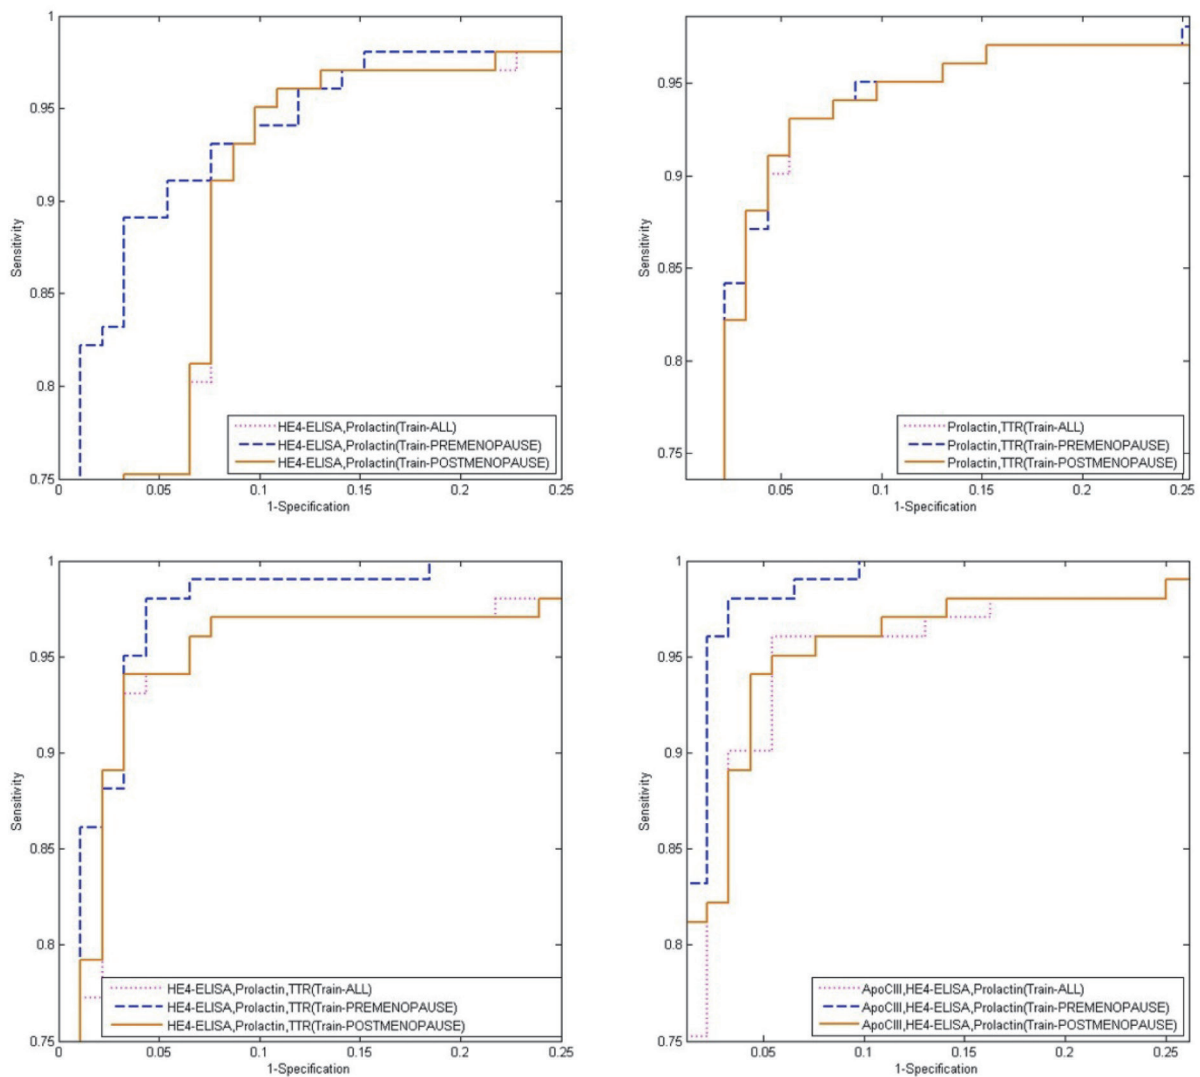 1
0.95
0.9
0.85
0.8
0.75
Sensitivity
0
0.05
0.1
0.15
0.2
0.25
1-Specification
HE4-ELISA,Prolactin(Train-ALL)
HE4-ELISA,Prolactin(Train-PREMENOPAUSE)
HE4-ELISA,Prolactin(Train-POSTMENOPAUSE)
0.95
0.9
0.85
0.8
0.75
Sensitivity
0.05
0.1
0.15
0.2
0.25
1-Specification
Prolactin,TTR(Train-ALL)
Prolactin,TTR(Train-PREMENOPAUSE)
Prolactin,TTR(Train-POSTMENOPAUSE)
1
0.95
0.9
0.85
0.8
0.75
Sensitivity
0
0.05
0.1
0.15
0.2
0.25
1-Specification
HE4-ELISA,Prolactin,TTR(Train-ALL)
HE4-ELISA,Prolactin,TTR(Train-PREMENOPAUSE)
HE4-ELISA,Prolactin,TTR(Train-POSTMENOPAUSE)
1
0.95
0.9
0.85
0.8
0.75
Sensitivity
0.05
0.1
0.15
0.2
0.25
1-Specification
ApoCIII,HE4-ELISA,Prolactin(Train-ALL)
ApoCIII,HE4-ELISA,Prolactin(Train-PREMENOPAUSE)
ApoCIII,HE4-ELISA,Prolactin(Train-POSTMENOPAUSE)